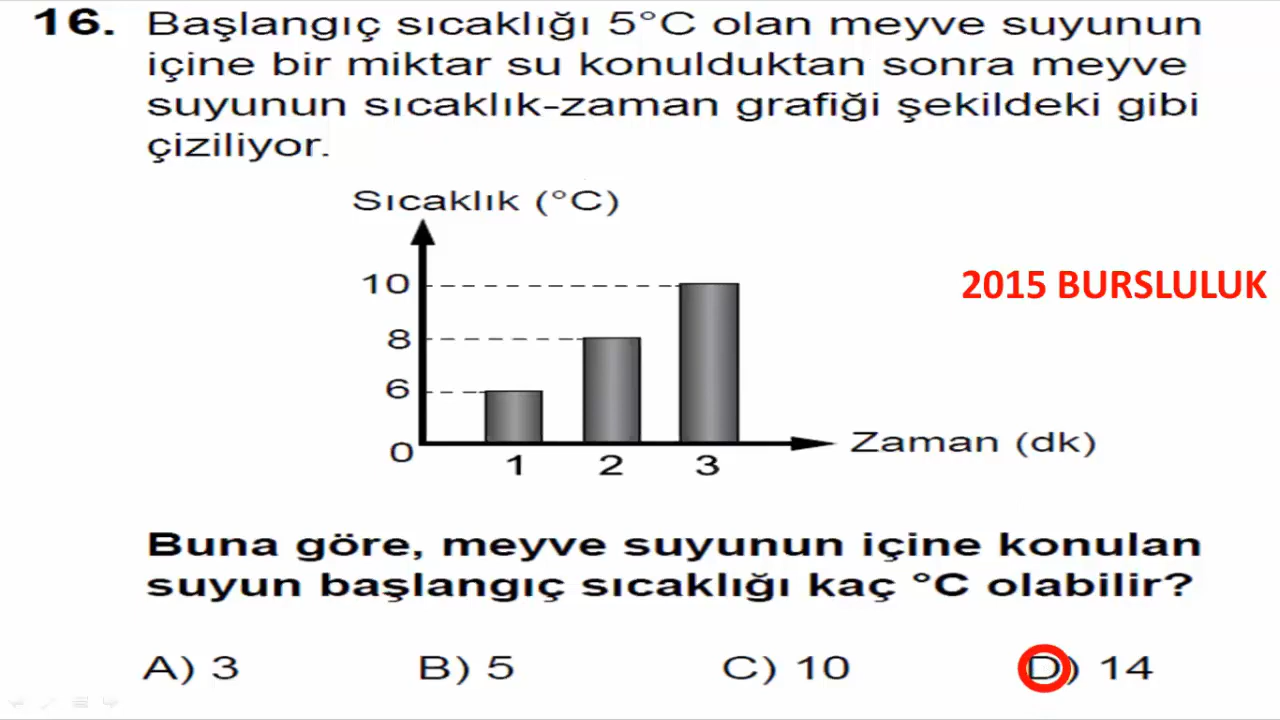 16. Başlangıç sıcaklığı 5°C olan meyve suyunun
içine bir miktar su konulduktan sonra meyve
suyunun sıcaklık-zaman grafiği şekildeki gibi
çiziliyor.
Sıcaklık (°C)
10
8
6
0
1 2 3
Zaman (dk)
2015 BURSLULUK
Buna göre, meyve suyunun içine konulan
suyun başlangıç sıcaklığı kaç °C olabilir?
A) 3 B) 5 C) 10 D) 14